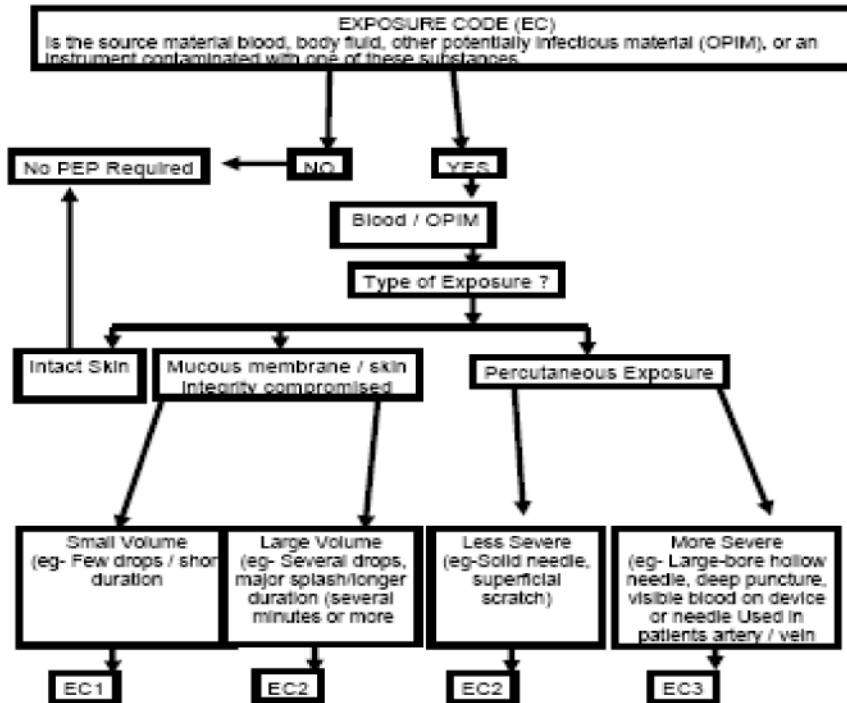 EXPOSURE CODE (EC)
Is the source material blood, body fluid, other potentially infectious material (OPIM), or an
instrument contaminated with one of these substances
No PEP Required
NO
YES
Blood / OPIM
Type of Exposure ?
Intact Skin
Mucous membrane / skin
integrity compromised
Percutaneous Exposure
Small Volume
(eg- Few drops / short
duration
Large Volume
(eg- Several drops,
major splash/longer
duration (several
minutes or more
Less Severe
(eg-Solid needle,
superficial
scratch)
More Severe
(eg- Large-bore hollow
needle, deep puncture,
visible blood on device
or needle Used in
patients artery / vein
EC1
EC2
EC2
EC3